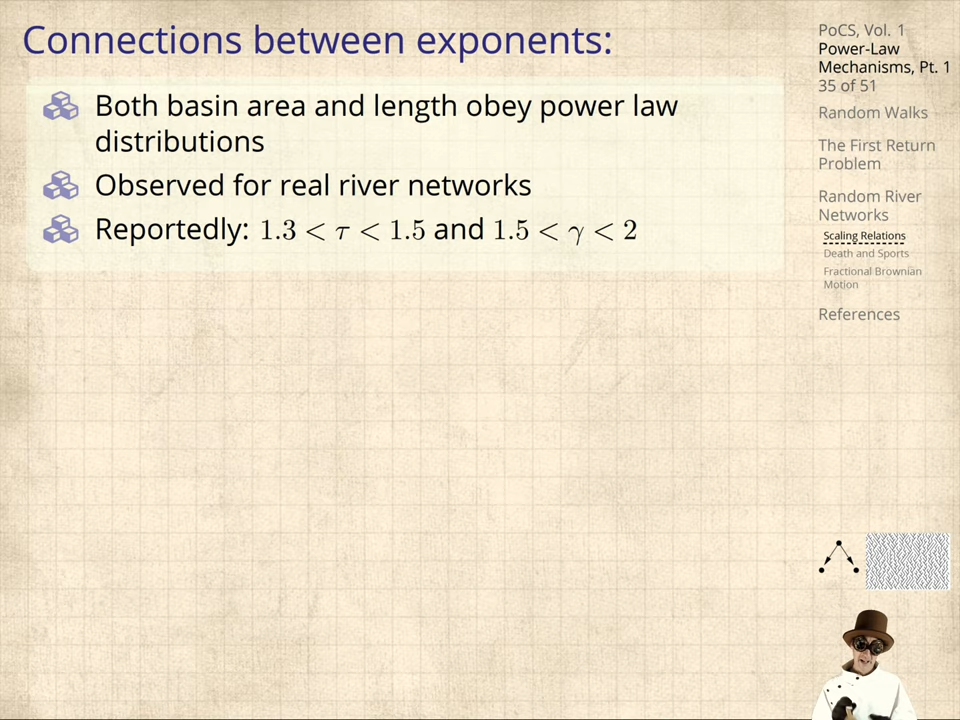 Connections between exponents:
Both basin area and length obey power law
distributions
Observed for real river networks
Reportedly: 1.3 < τ < 1.5 and 1.5 < γ < 2
PoCS, Vol. 1
Power-Law
Mechanisms, Pt. 1
35 of 51
Random Walks
The First Return
Problem
Random River
Networks
Scaling Relations
Death and Sports
Fractional Brownian
Motion
References